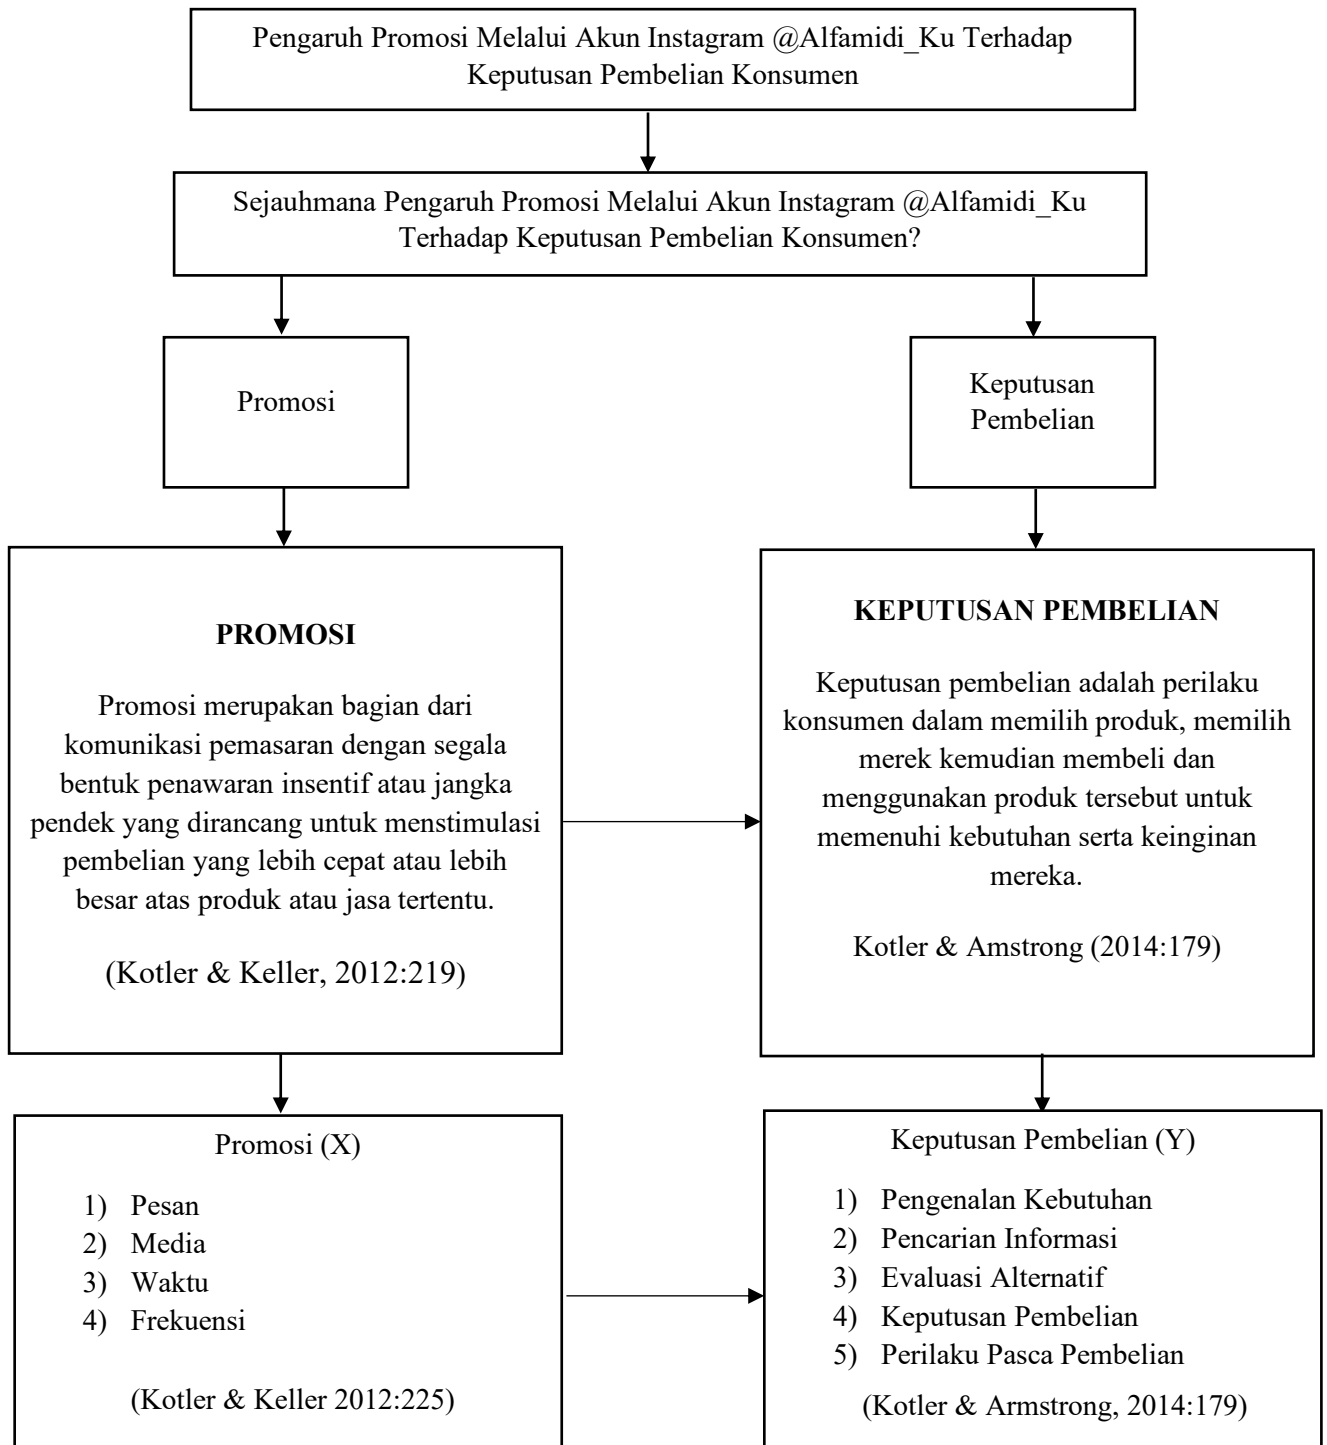 Pengaruh Promosi Melalui Akun Instagram @Alfamidi_Ku Terhadap
Keputusan Pembelian Konsumen
Sejauhmana Pengaruh Promosi Melalui Akun Instagram @Alfamidi_Ku
Terhadap Keputusan Pembelian Konsumen?
Promosi
Keputusan
Pembelian
PROMOSI
Promosi merupakan bagian dari
komunikasi pemasaran dengan segala
bentuk penawaran insentif atau jangka
pendek yang dirancang untuk menstimulasi
pembelian yang lebih cepat atau lebih
besar atas produk atau jasa tertentu.
(Kotler & Keller, 2012:219)
KEPUTUSAN PEMBELIAN
Keputusan pembelian adalah perilaku
konsumen dalam memilih produk, memilih
merek kemudian membeli dan
menggunakan produk tersebut untuk
memenuhi kebutuhan serta keinginan
mereka.
Kotler & Amstrong (2014:179)
Promosi (X)
1) Pesan
2) Media
3) Waktu
4) Frekuensi
(Kotler & Keller 2012:225)
Keputusan Pembelian (Y)
1) Pengenalan Kebutuhan
2) Pencarian Informasi
3) Evaluasi Alternatif
4) Keputusan Pembelian
5) Perilaku Pasca Pembelian
(Kotler & Armstrong, 2014:179)